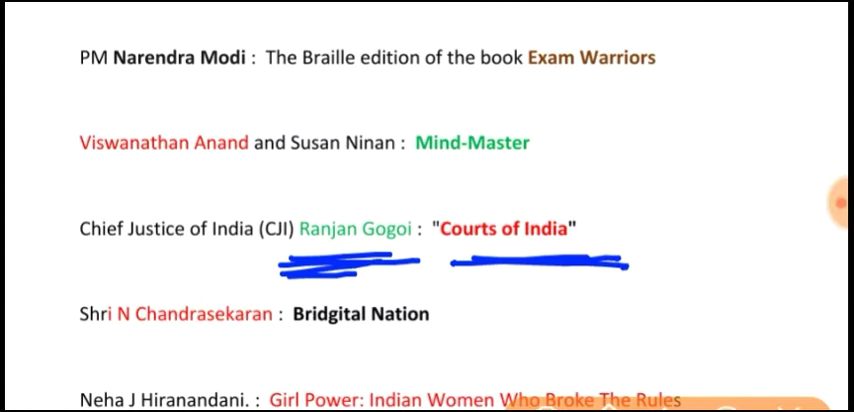 PM Narendra Modi : The Braille edition of the book Exam Warriors
Viswanathan Anand and Susan Ninan : Mind-Master
Chief Justice of India (CJI) Ranjan Gogoi : "Courts of India"
Shri N Chandrasekaran : Bridgital Nation
Neha J Hiranandani. : Girl Power: Indian Women Who Broke The Rules